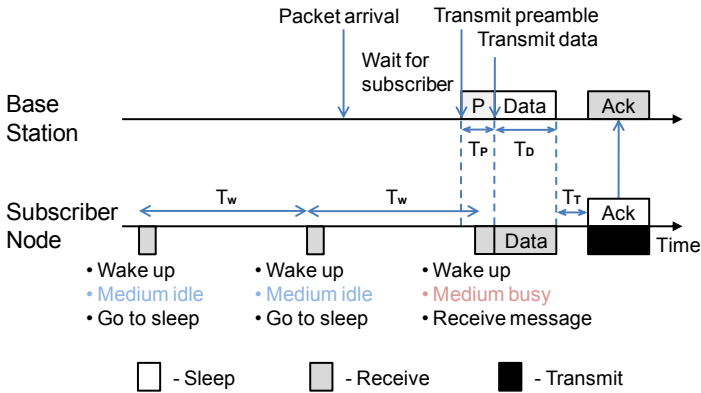 Packet arrival
Transmit preamble
Transmit data
Wait for
subscriber
Base
Station
P
Data
Ack
TP
TD
TW
TW
TT
Subscriber
Node
Ack
Data
Time
• Wake up
• Medium idle
• Go to sleep
• Wake up
• Medium idle
• Go to sleep
• Wake up
• Medium busy
• Receive message
- Sleep
- Receive
- Transmit